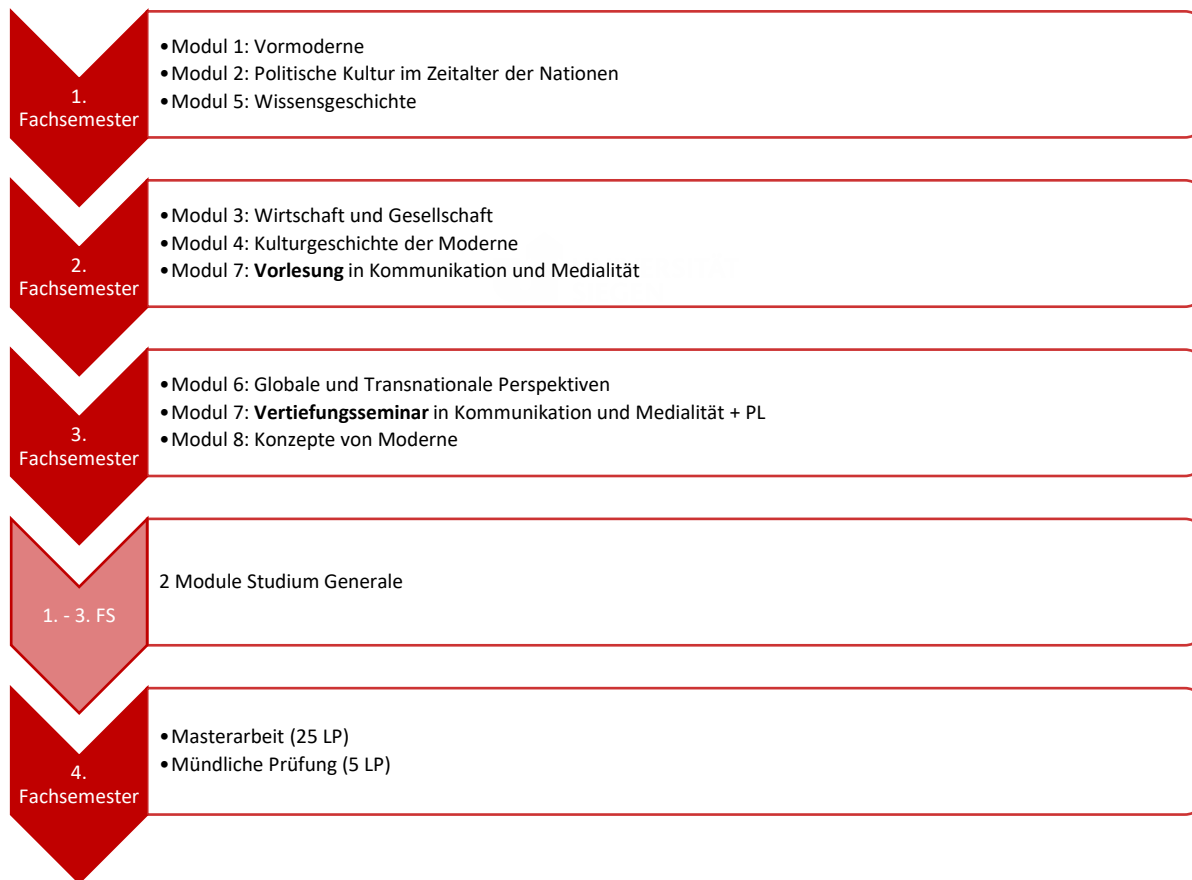 1.
Fachsemester
•Modul 1: Vormoderne
•Modul 2: Politische Kultur im Zeitalter der Nationen
•Modul 5: Wissensgeschichte
2.
Fachsemester
•Modul 3: Wirtschaft und Gesellschaft
•Modul 4: Kulturgeschichte der Moderne
•Modul 7: Vorlesung in Kommunikation und Medialität
3.
Fachsemester
•Modul 6: Globale und Transnationale Perspektiven
•Modul 7: Vertiefungsseminar in Kommunikation und Medialität + PL
•Modul 8: Konzepte von Moderne
1. - 3. FS
2 Module Studium Generale
4.
Fachsemester
•Masterarbeit (25 LP)
•Mündliche Prüfung (5 LP)